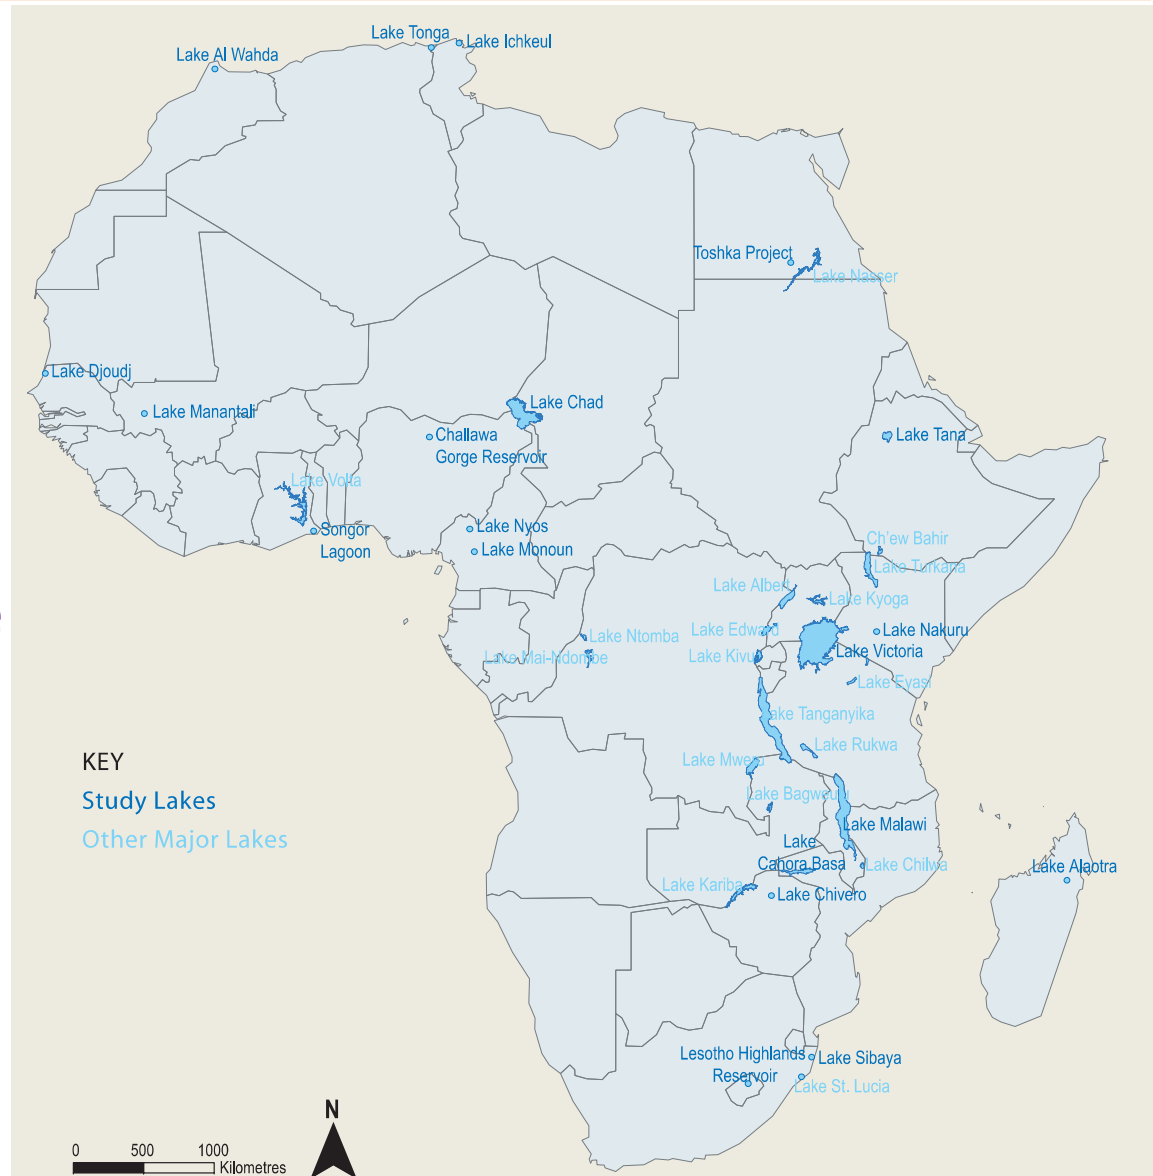 Lake Tonga
Lake Ichkeul
Lake Al Wahda
Toshka Project
Lake Nasser
Lake Djoudj
Lake Manantali
Lake Chad
Challawa
Gorge Reservoir
Lake Tana
Lake Volta
Songor
Lagoon
Lake Nyos
Lake Monoun
Ch'ew Bahir
Lake Turkana
Lake Albert
Lake Kyoga
Lake Edward
Lake Nakuru
Lake Ntomba
Lake Mai-Ndombe
Lake Kivu
Lake Victoria
Lake Eyasi
Lake Tanganyika
Lake Rukwa
Lake Mweru
Lake Bagweulu
Lake Malawi
Lake
Cahora Basa
Lake Chilwa
Lake Kariba
Lake Chivero
Lake Alaotra
KEY
Study Lakes
Other Major Lakes
Lesotho Highlands
Reservoir
Lake Sibaya
Lake St. Lucia
N
0 500 1000
Kilometres